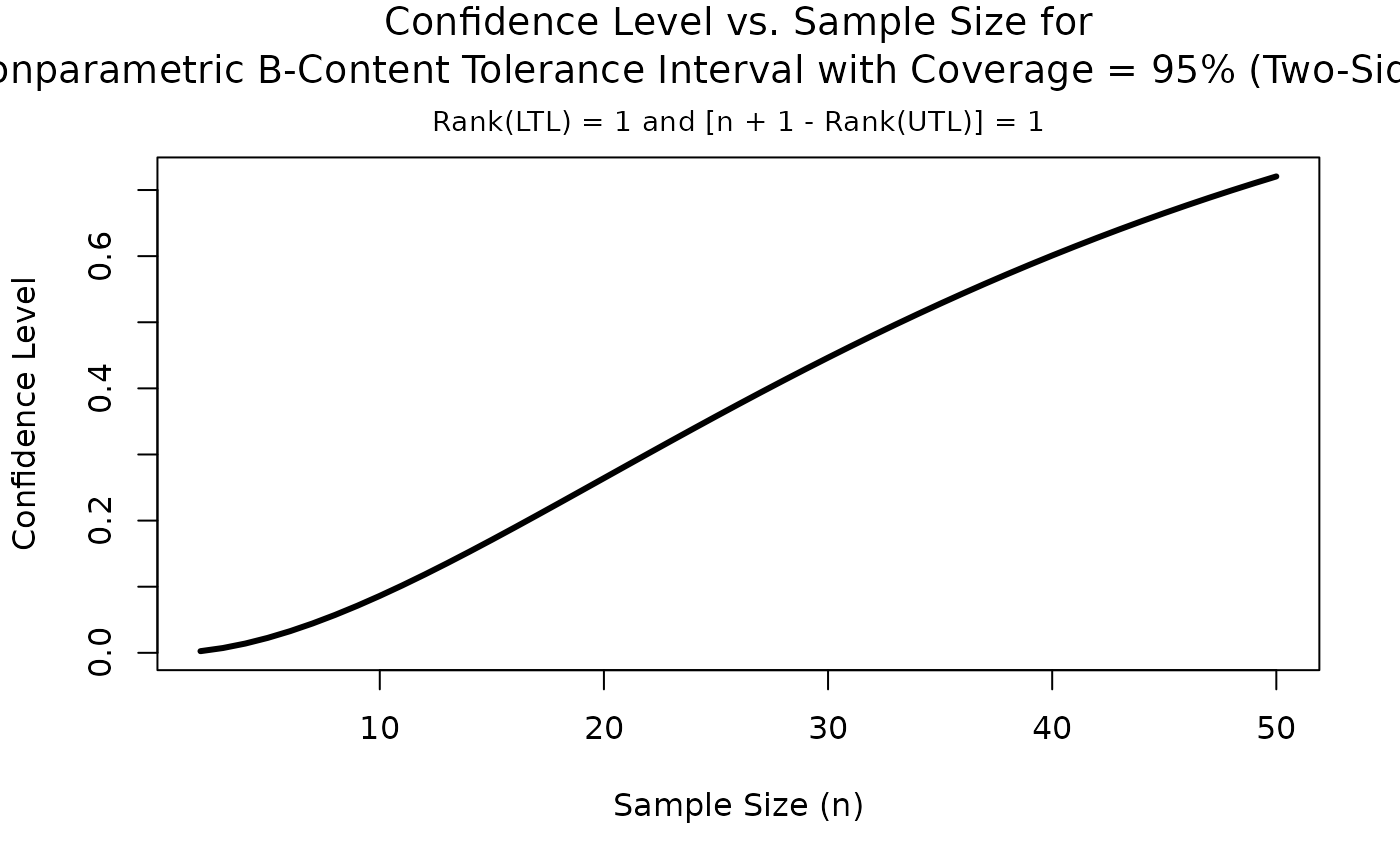 Confidence Level vs. Sample Size for
onparametric B-Content Tolerance Interval with Coverage = 95% (Two-Sid
Rank(LTL) = 1 and [n + 1 - Rank(UTL)] = 1
Confidence Level
0.6
0.4
0.2
0.0
10 20 30 40 50
Sample Size (n)